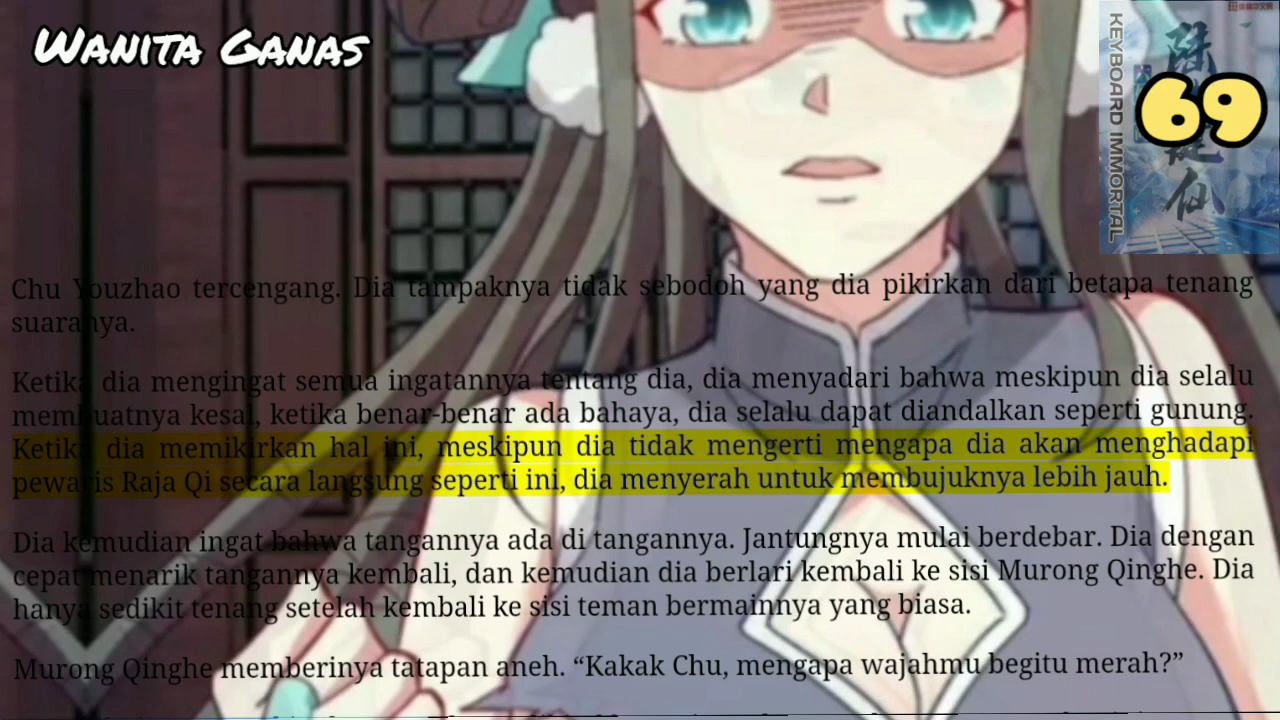 Wanita Ganas
KEYBOARD IMMORTAL
69
仙
Chu Youzhao tercengang. Dia tampaknya tidak sebodoh yang dia pikirkan dari betapa tenang
suaranya.
Ketika dia mengingat semua ingatannya tentang dia, dia menyadari bahwa meskipun dia selalu
membuatnya kesal, ketika benar-benar ada bahaya, dia selalu dapat diandalkan seperti gunung.
Ketika dia memikirkan hal ini, meskipun dia tidak mengerti mengapa dia akan menghadapi
pewaris Raja Qi secara langsung seperti ini, dia menyerah untuk membujuknya lebih jauh.
Dia kemudian ingat bahwa tangannya ada di tangannya. Jantungnya mulai berdebar. Dia dengan
cepat menarik tangannya kembali, dan kemudian dia berlari kembali ke sisi Murong Qinghe. Dia
hanya sedikit tenang setelah kembali ke sisi teman bermainnya yang biasa.
Murong Qinghe memberinya tatapan aneh. “Kakak Chu, mengapa wajahmu begitu merah?”